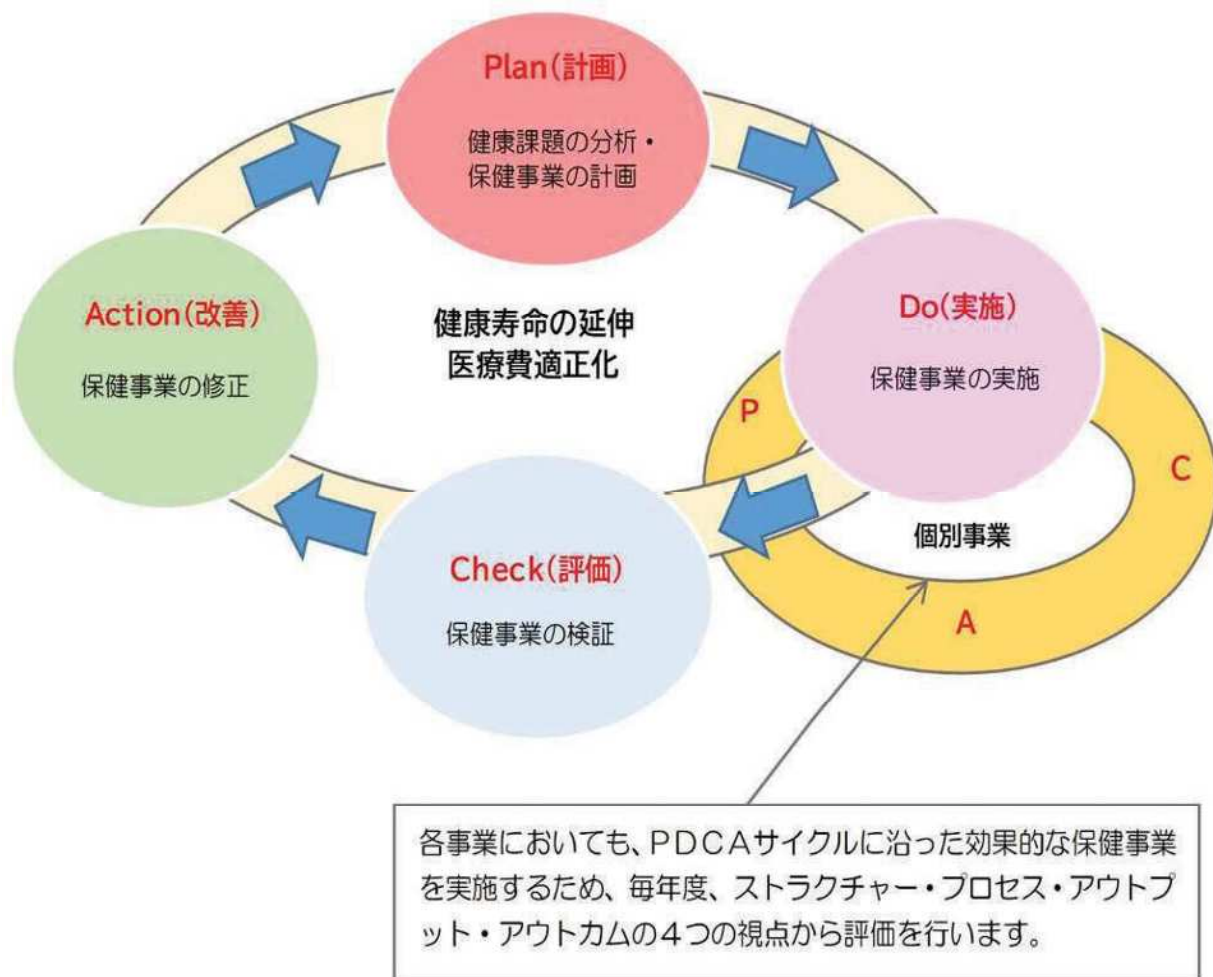 Plan(計画)
健康課題の分析・
保健事業の計画
Action(改善)
保健事業の修正
健康寿命の延伸
医療費適正化
Do(実施)
保健事業の実施
P
C
個別事業
A
Check(評価)
保健事業の検証
各事業においても、PDCAサイクルに沿った効果的な保健事業
を実施するため、毎年度、ストラクチャー・プロセス・アウトプ
ット・アウトカムの4つの視点から評価を行います。